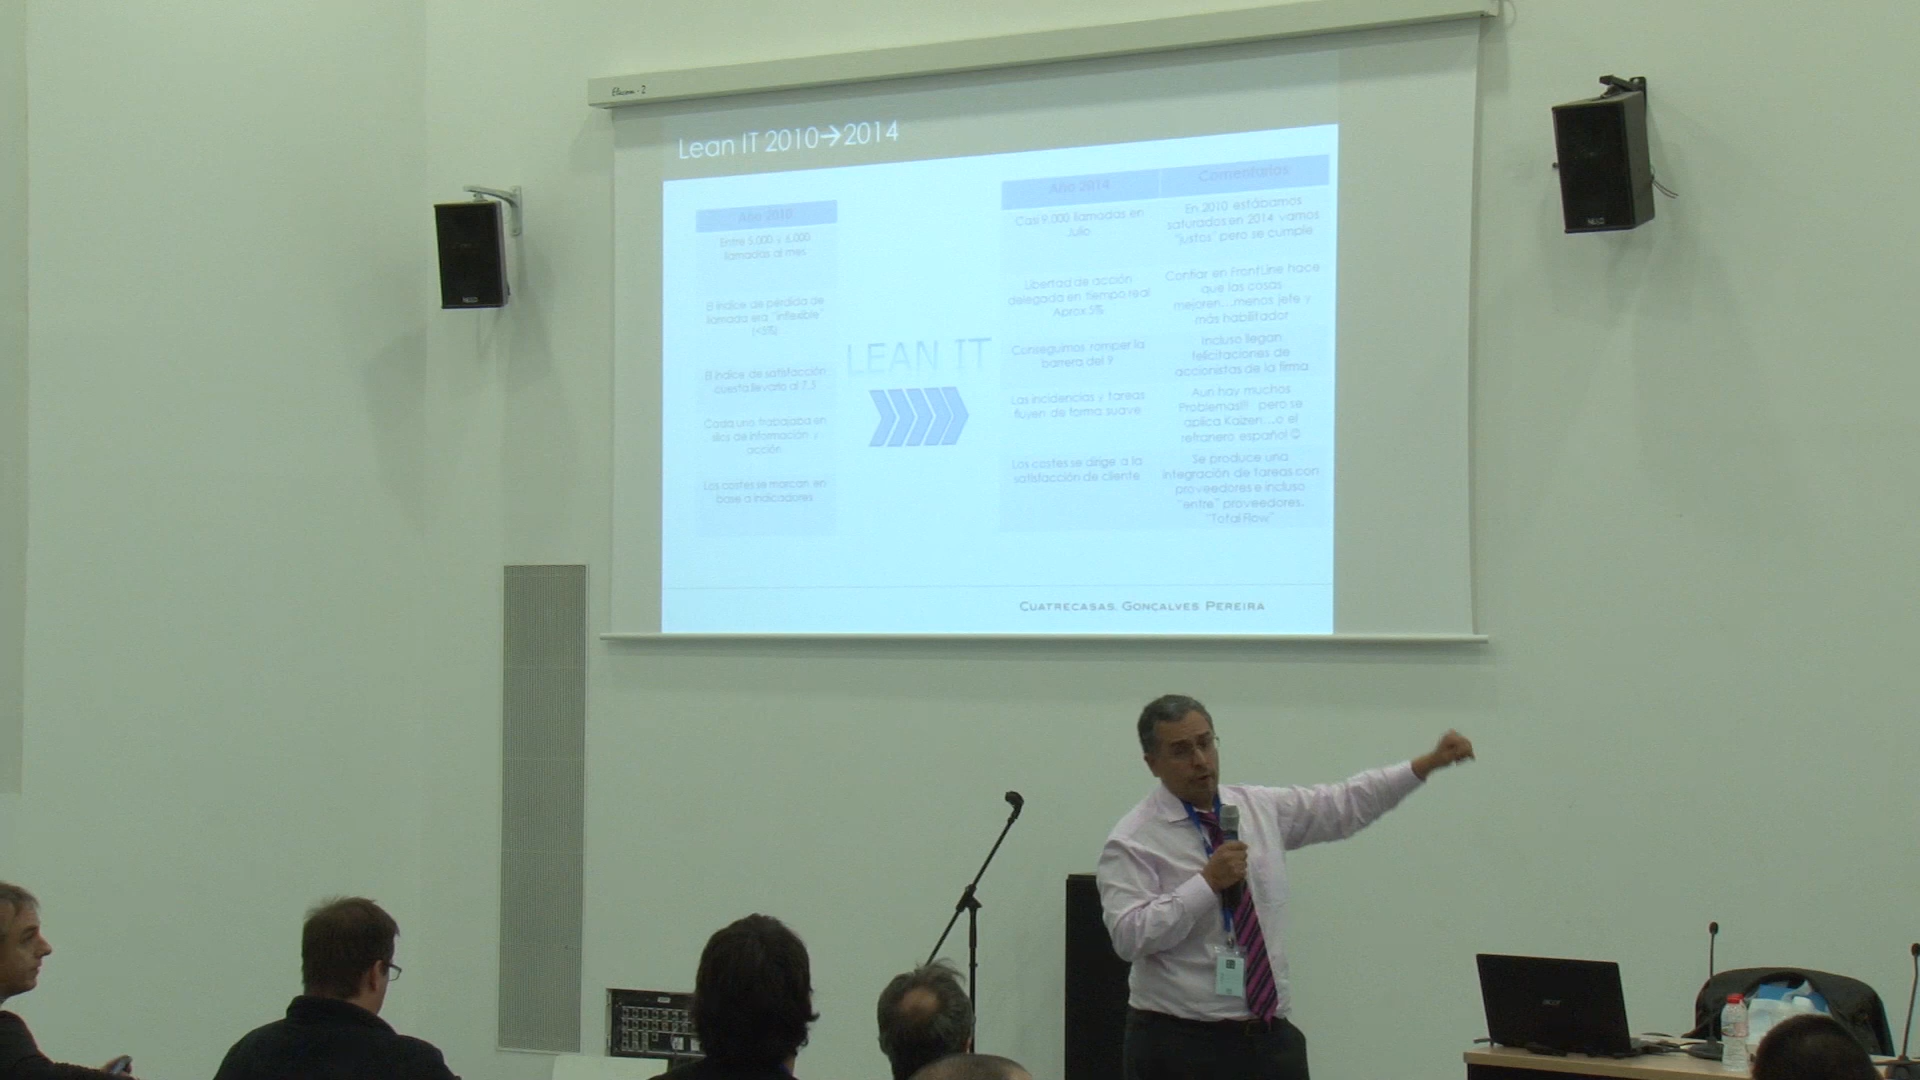 Elucom - 2
Lean IT 2010→2014
Año 2010
Entre 5.000 y 6.000
llamadas al mes
El índice de pérdida de
llamada era "inflexible"
(<5%)
El índice de satisfacción
cuesta llevarlo al 7,5
Cada uno trabajaba en
silos de información y
acción
Los costes se marcan en
base a indicadores
LEAN IT
Año 2014
Comentarios
Casi 9.000 llamadas en
Julio
En 2010 estábamos
saturados en 2014 vamos
"justos" pero se cumple
Libertad de acción
delegada en tiempo real
Aprox 5%
Confiar en FrontLine hace
que las cosas
mejoren...menos jefe y
más habilitador
Conseguimos romper la
barrera del 9
Incluso llegan
felicitaciones de
accionistas de la firma
Las incidencias y tareas
fluyen de forma suave
Aun hay muchos
Problemas!!! pero se
aplica Kaizen...o el
refranero español ☺
Los costes se dirige a la
satisfacción de cliente
Se produce una
integración de tareas con
proveedores e incluso
"entre" proveedores.
"Total Flow"
CUATRECASAS, GONÇALVES PEREIRA
acer